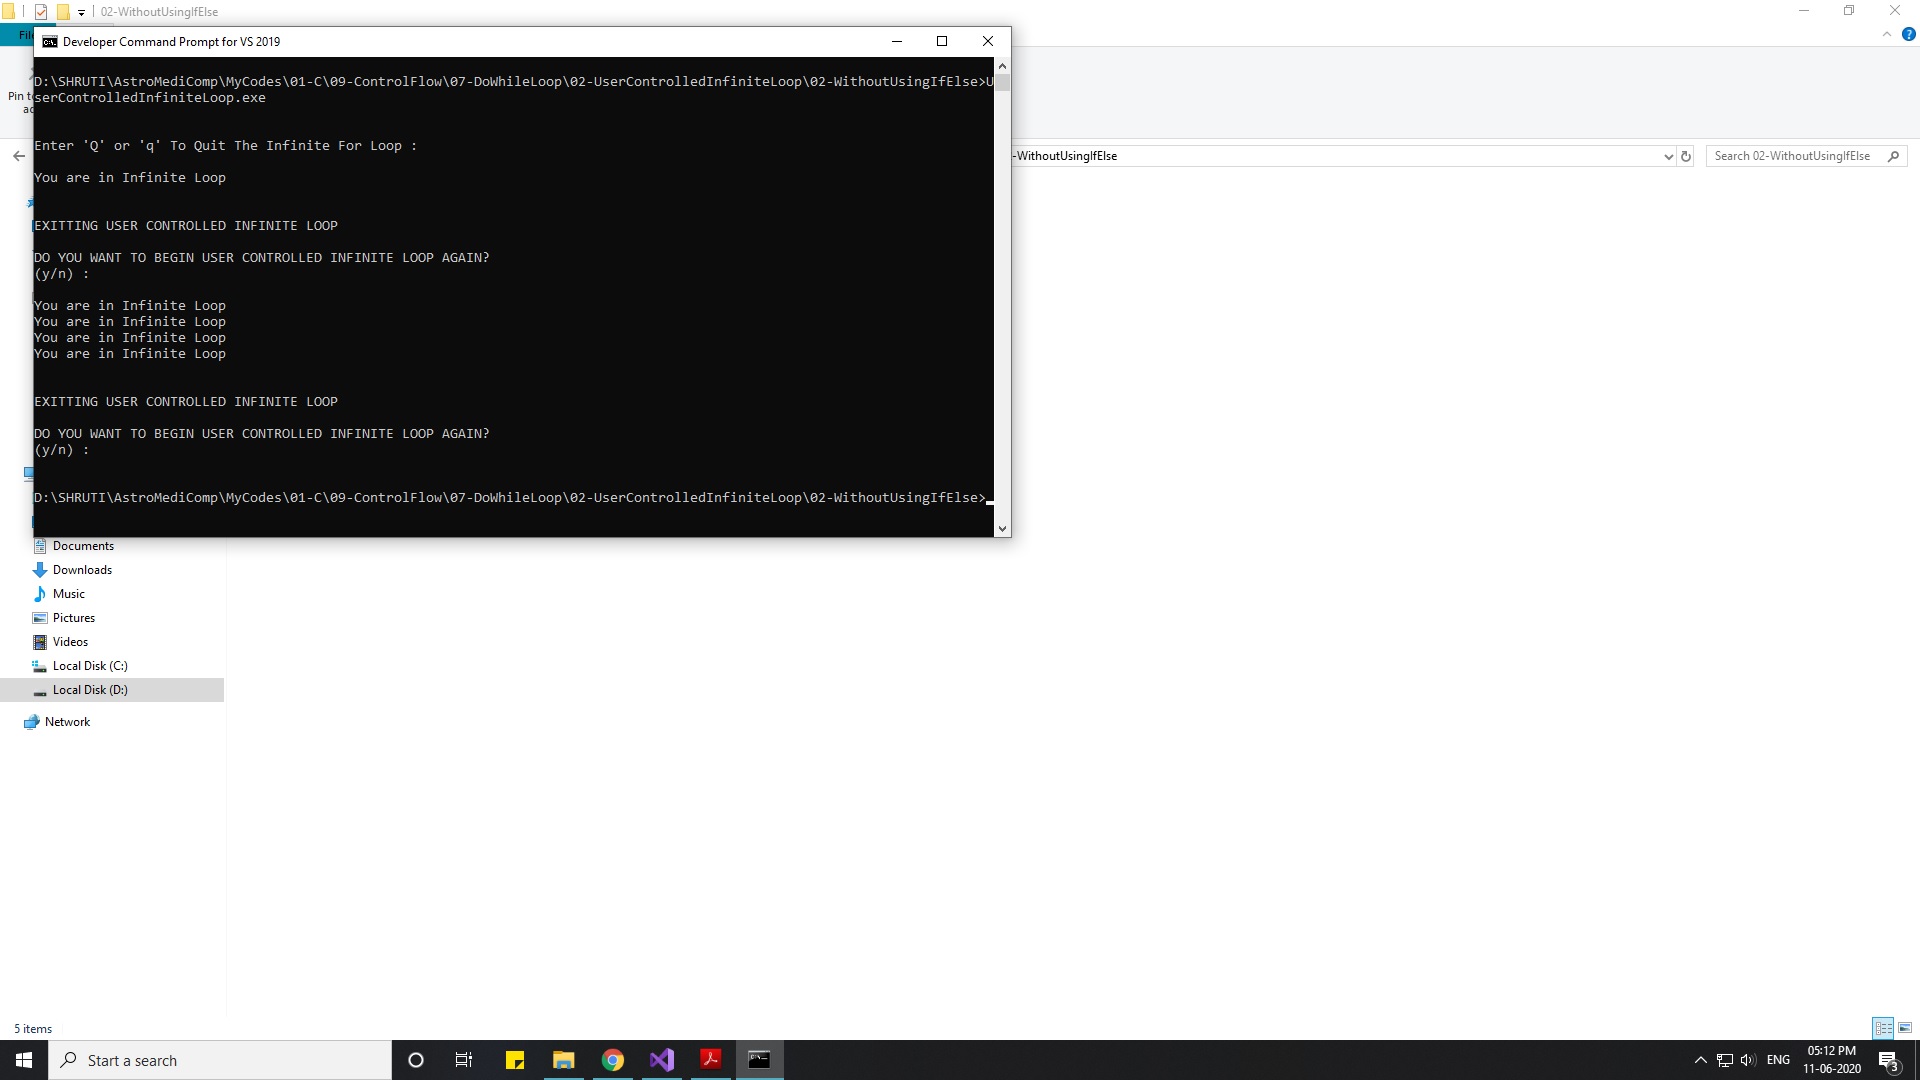 02-WithoutUsingIfElse
Developer Command Prompt for VS 2019
D:\SHRUTI\AstroMediComp\MyCodes\01-C\09-ControlFlow\07-DoWhileLoop\02-UserControlledInfiniteLoop\02-WithoutUsingIfElse>U
serControlledInfiniteLoop.exe
Enter 'Q' or 'q' To Quit The Infinite For Loop :
You are in Infinite Loop
EXITTING USER CONTROLLED INFINITE LOOP
DO YOU WANT TO BEGIN USER CONTROLLED INFINITE LOOP AGAIN?
(y/n) :
You are in Infinite Loop
You are in Infinite Loop
You are in Infinite Loop
You are in Infinite Loop
EXITTING USER CONTROLLED INFINITE LOOP
DO YOU WANT TO BEGIN USER CONTROLLED INFINITE LOOP AGAIN?
(y/n) :
D:\SHRUTI\AstroMediComp\MyCodes\01-C\09-ControlFlow\07-DoWhileLoop\02-UserControlledInfiniteLoop\02-WithoutUsingIfElse>
-WithoutUsingIfElse
Search 02-WithoutUsingIfElse
Documents
Downloads
Music
Pictures
Videos
Local Disk (C:)
Local Disk (D:)
Network
5 items
Start a search
ENG
05:12 PM
11-06-2020
3